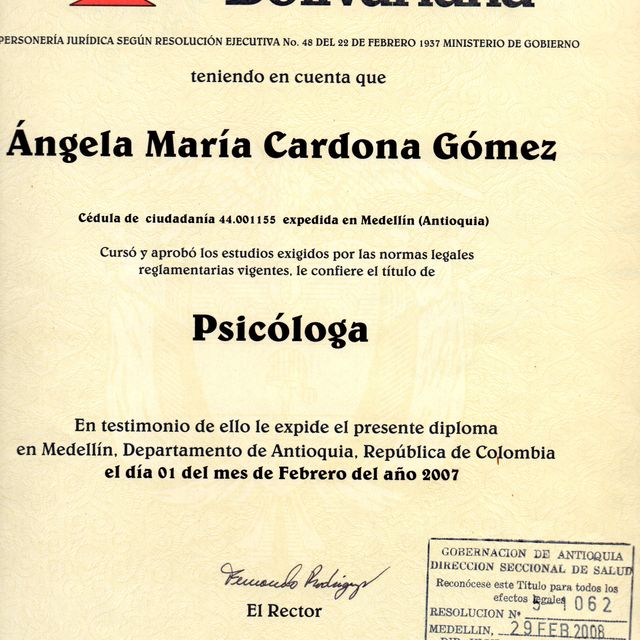 Bolivariana
PERSONERÍA JURÍDICA SEGÚN RESOLUCIÓN EJECUTIVA No. 48 DEL 22 DE FEBRERO 1937 MINISTERIO DE GOBIERNO
teniendo en cuenta que
Ángela María Cardona Gómez
Cédula de ciudadanía 44.001155 expedida en Medellín (Antioquia)
Cursó y aprobó los estudios exigidos por las normas legales
reglamentarias vigentes, le confiere el título de
Psicóloga
En testimonio de ello le expide el presente diploma
en Medellín, Departamento de Antioquia, República de Colombia
el día 01 del mes de Febrero del año 2007
Fernando Rodríguez
El Rector
GOBERNACION DE ANTIOQUIA
DIRECCION SECCIONAL DE SALUD
Reconócese este Título para todos los
efectos legales
RESOLUCION Nº 5 1062
MEDELLIN, 29 FEB. 2008